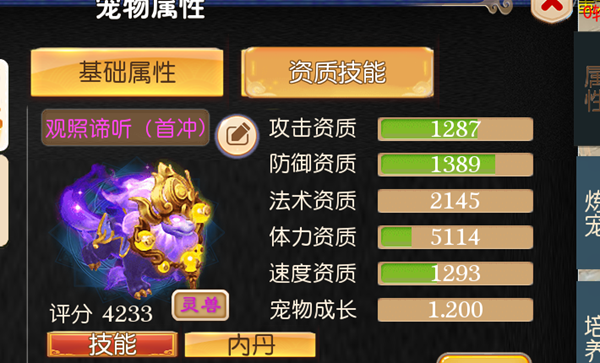 宠物属性
基础属性
资质技能
属性
观照谛听（首冲）
攻击资质 1287
防御资质 1389
法术资质 2145
炼宠
体力资质 5114
速度资质 1293
评分 4233
灵兽
宠物成长 1.200
培养
技能
内丹